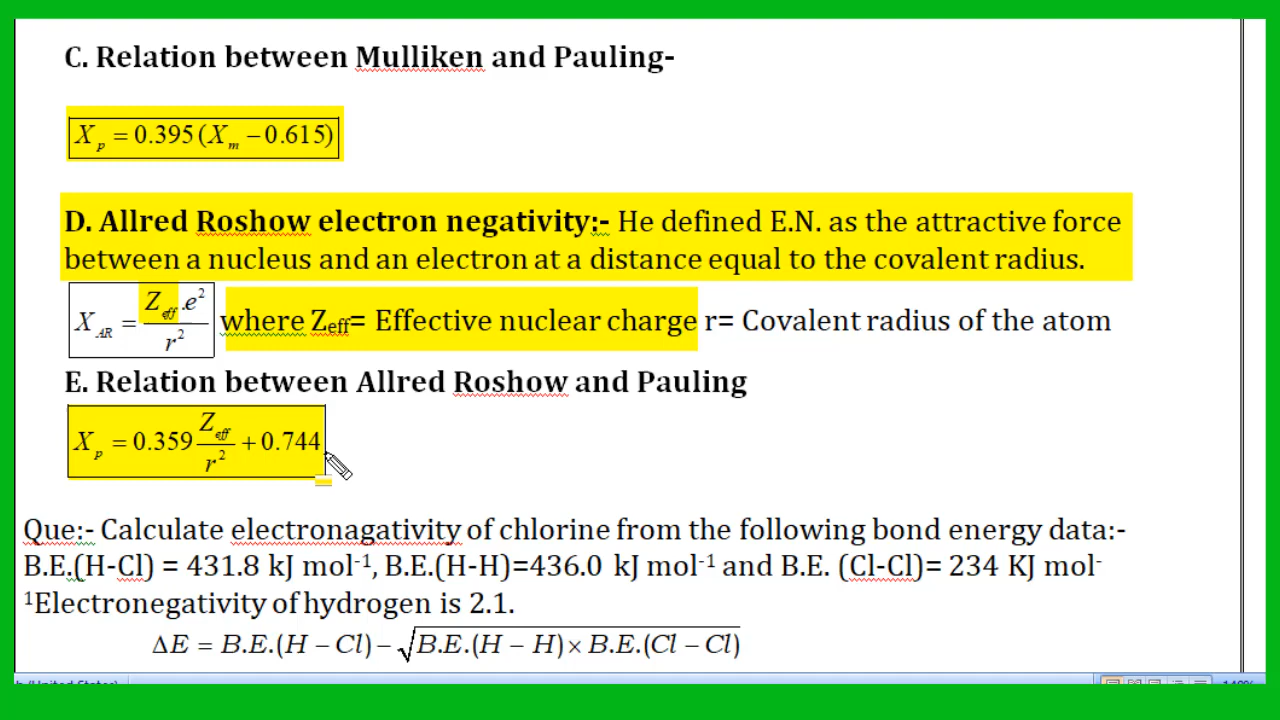 C. Relation between Mulliken and Pauling-
X_p = 0.395 (X_m − 0.615)
D. Allred Roshow electron negativity:- He defined E.N. as the attractive force
between a nucleus and an electron at a distance equal to the covalent radius.
X_AR = Z_eff .e² / r² where Z_eff= Effective nuclear charge r= Covalent radius of the atom
E. Relation between Allred Roshow and Pauling
X_p = 0.359 Z_eff / r² + 0.744
Que:- Calculate electronagativity of chlorine from the following bond energy data:-
B.E.(H-Cl) = 431.8 kJ mol⁻¹, B.E.(H-H)=436.0 kJ mol⁻¹ and B.E. (Cl-Cl)= 234 KJ mol⁻
¹Electronegativity of hydrogen is 2.1.
ΔE = B.E.(H − Cl) − √B.E.(H − H) × B.E.(Cl − Cl)